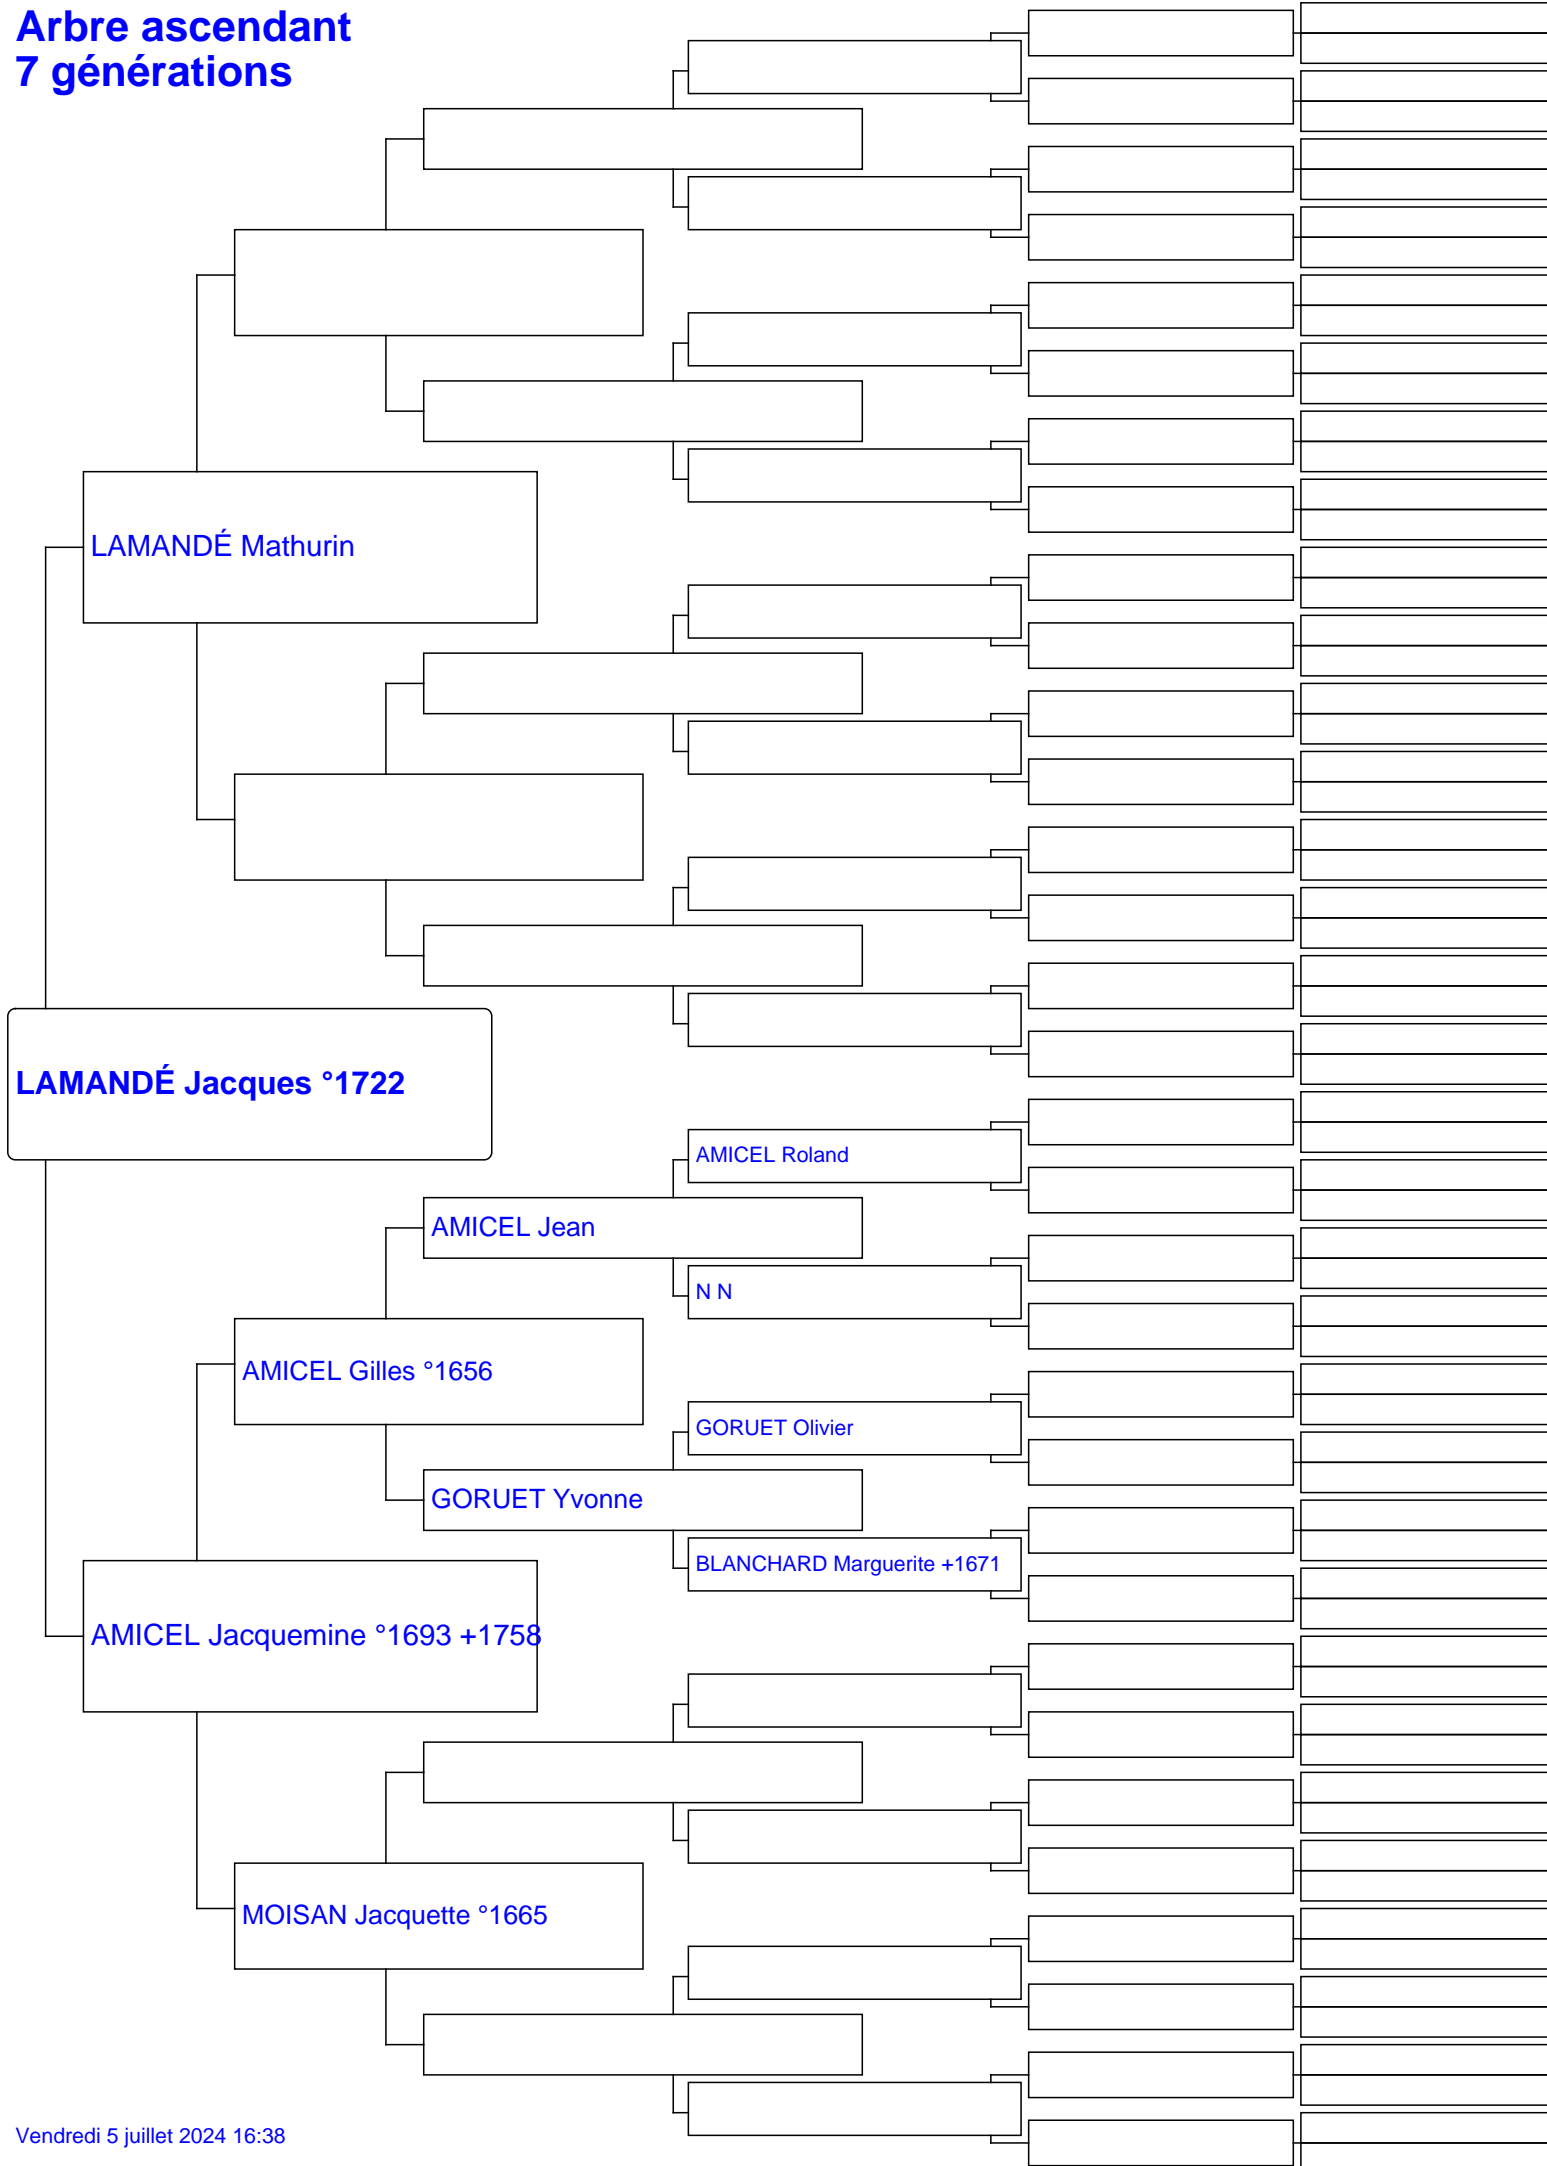 Arbre ascendant
7 générations
LAMANDÉ Mathurin
LAMANDÉ Jacques °1722
AMICEL Roland
AMICEL Jean
N N
AMICEL Gilles °1656
GORUET Olivier
GORUET Yvonne
BLANCHARD Marguerite +1671
AMICEL Jacquemine °1693 +1758
MOISAN Jacquette °1665
Vendredi 5 juillet 2024 16:38